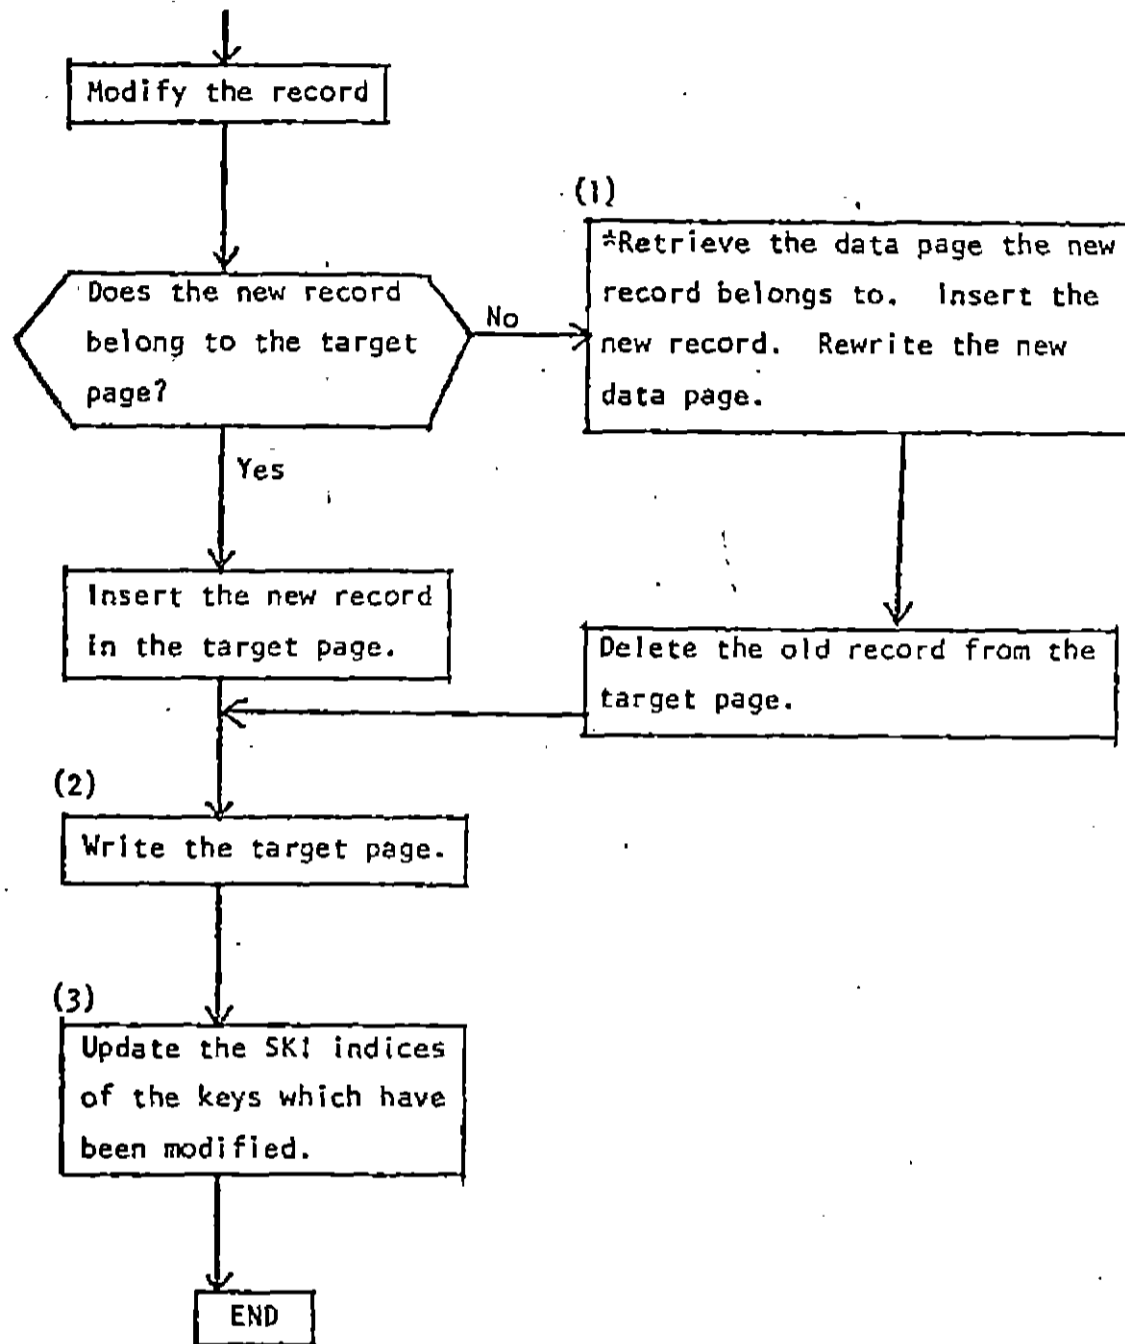 Modify the record
Does the new record
belong to the target
page?
No
(1)
*Retrieve the data page the new
record belongs to. Insert the
new record. Rewrite the new
data page.
Yes
Insert the new record
in the target page.
Delete the old record from the
target page.
(2)
Write the target page.
(3)
Update the SKI indices
of the keys which have
been modified.
END